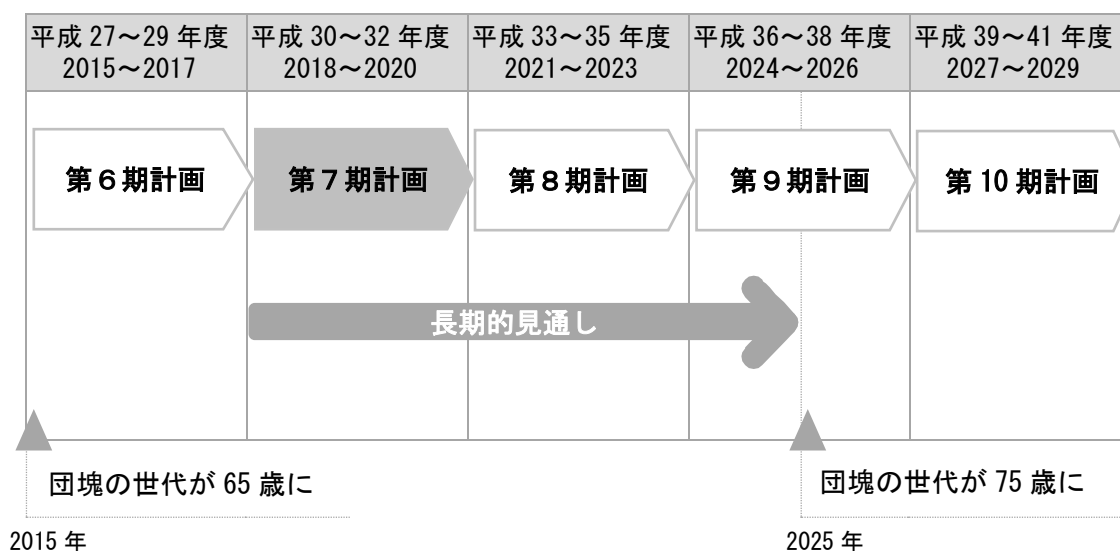 平成 27～29 年度
2015～2017
平成 30～32 年度
2018～2020
平成 33～35 年度
2021～2023
平成 36～38 年度
2024～2026
平成 39～41 年度
2027～2029
第６期計画
第７期計画
第８期計画
第９期計画
第 10 期計画
長期的見通し
団塊の世代が 65 歳に
団塊の世代が 75 歳に
2015 年
2025 年